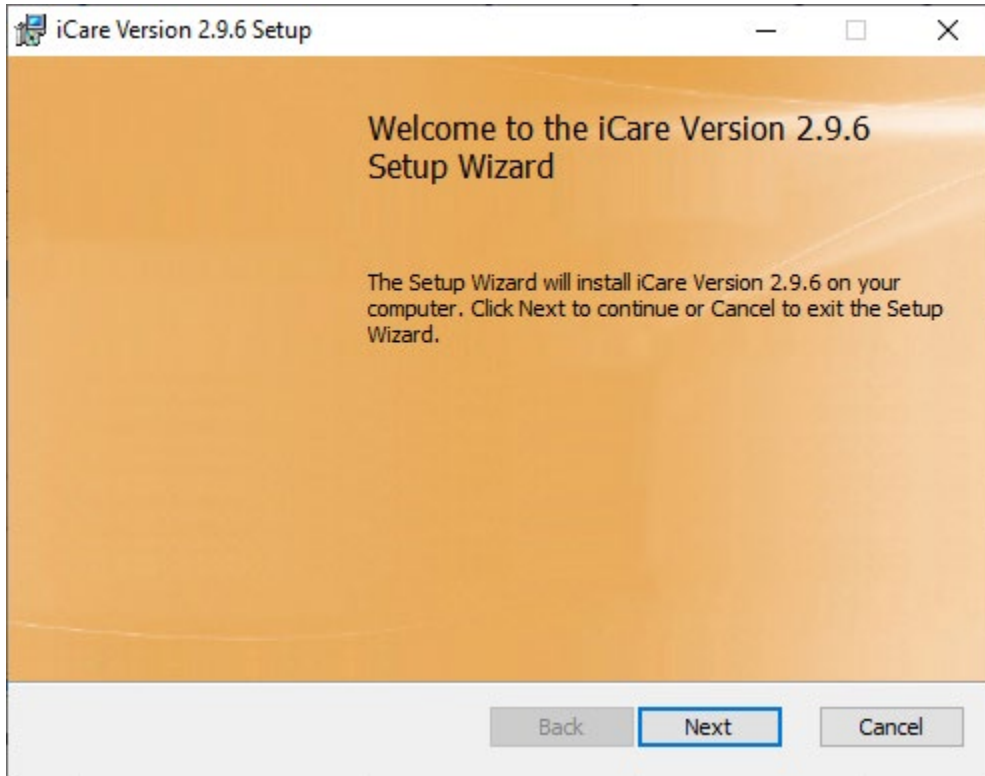 iCare Version 2.9.6 Setup
Welcome to the iCare Version 2.9.6
Setup Wizard
The Setup Wizard will install iCare Version 2.9.6 on your
computer. Click Next to continue or Cancel to exit the Setup
Wizard.
Back Next Cancel